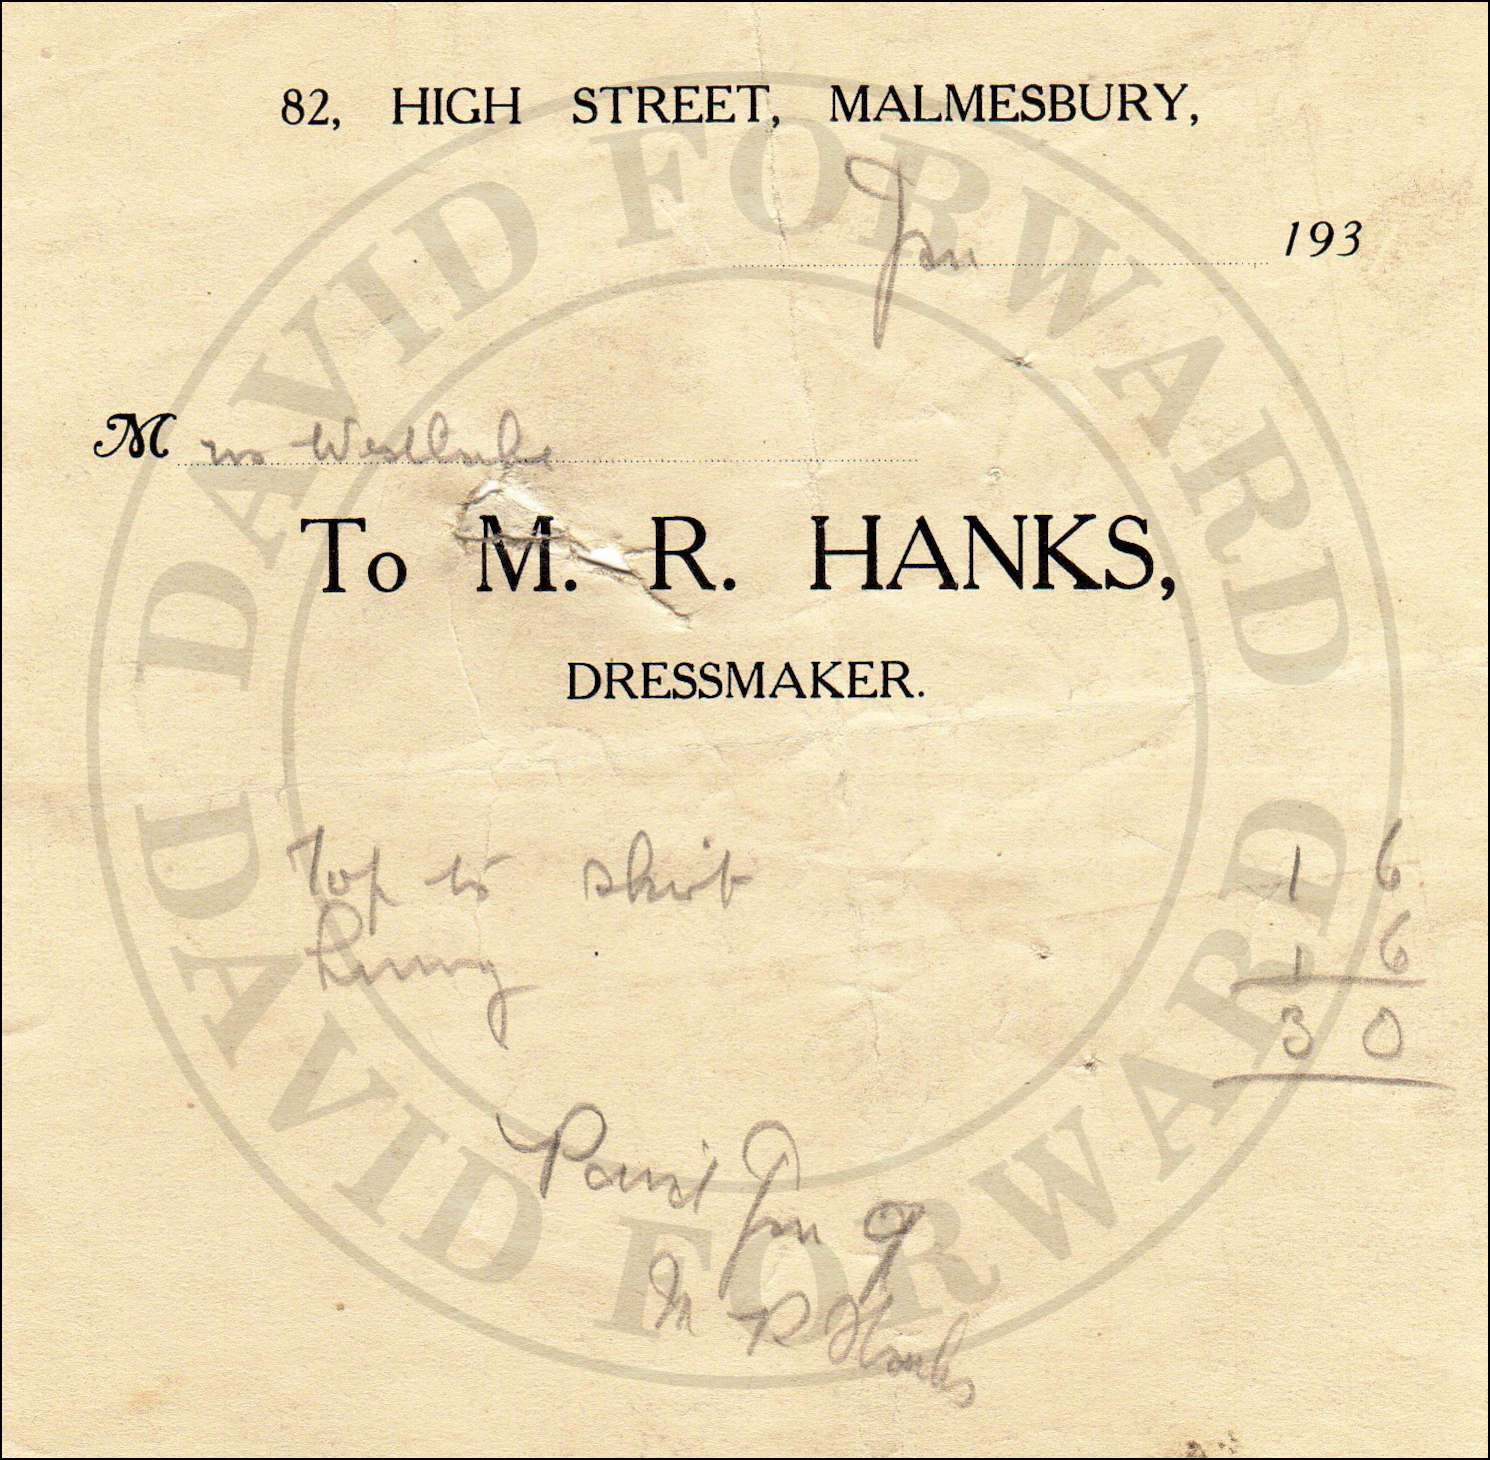 82, HIGH STREET, MALMESBURY,
Jan 193
Mrs Westlake
To M. R. HANKS,
DRESSMAKER.
Top to skirt 1 6
Lining 1 6
3 0
Paid Jan 9
M R Hanks
DAVID FORWARD
DAVID FORWARD